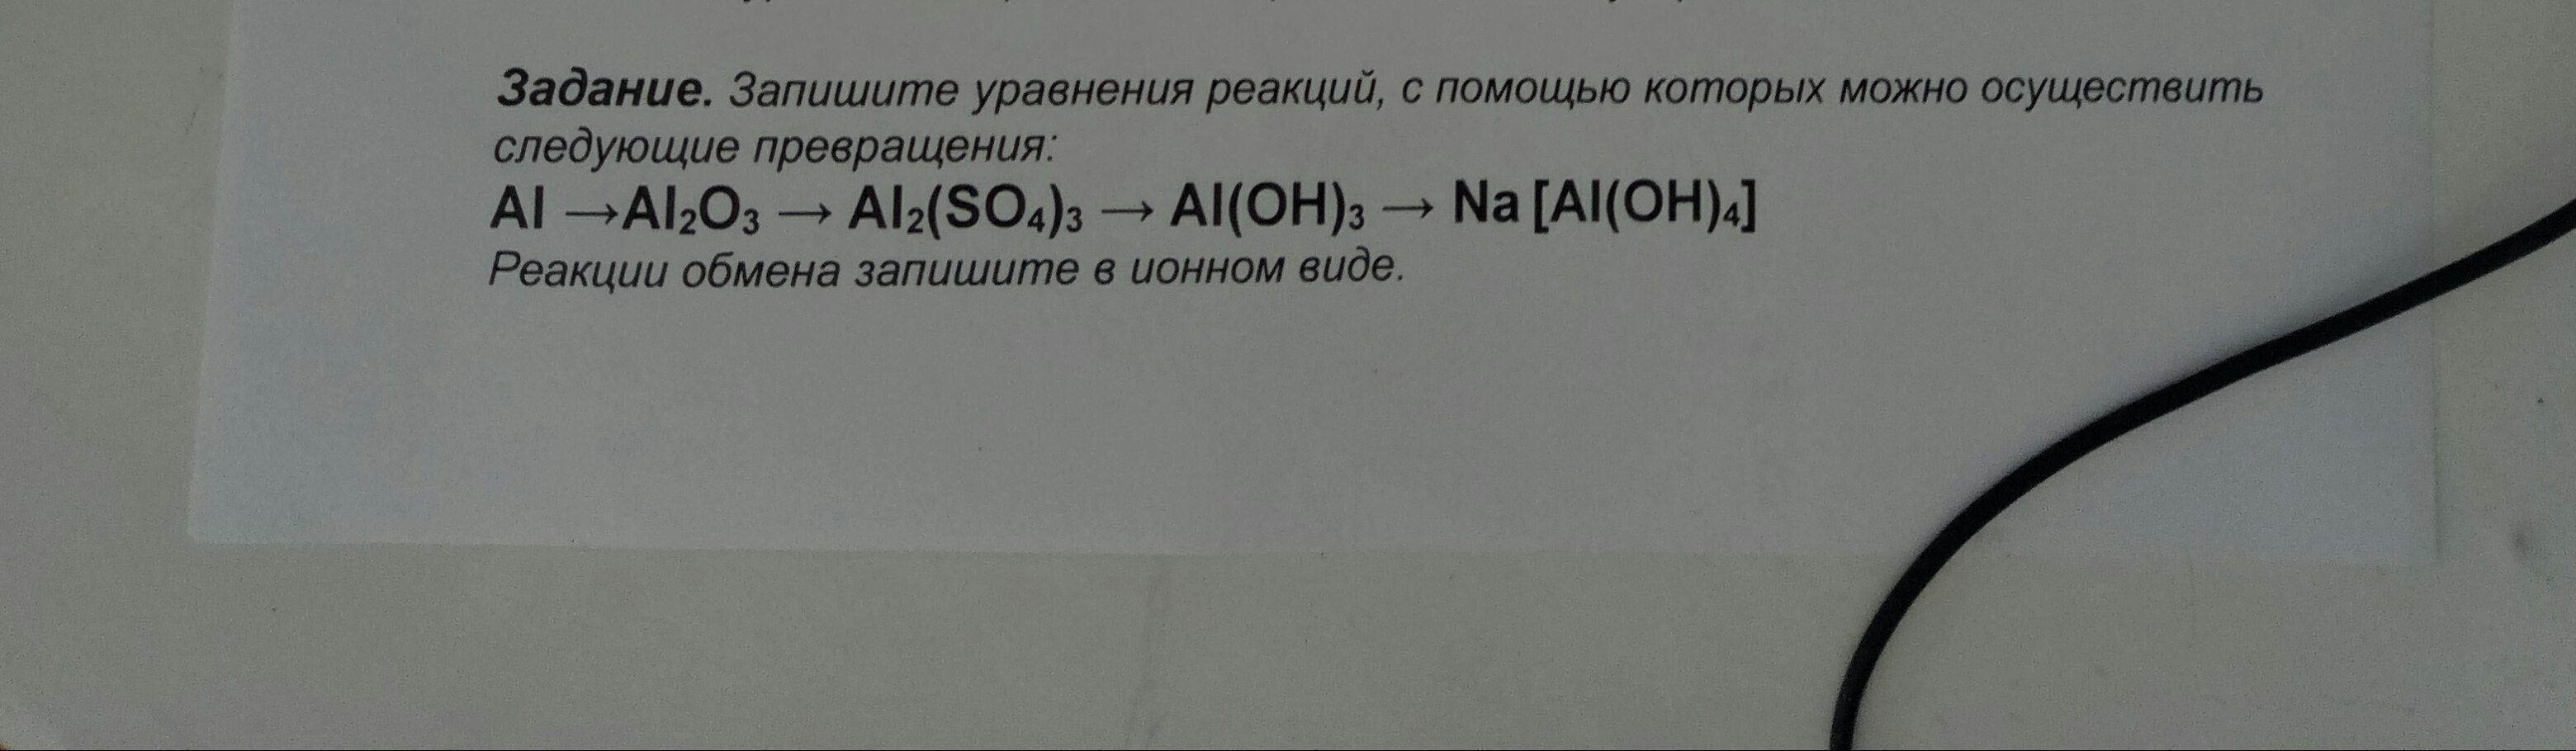 Задание. Запишите уравнения реакций, с помощью которых можно осуществить
следующие превращения:
Al →Al₂O₃ → Al₂(SO₄)₃ → Al(OH)₃ → Na [Al(OH)₄]
Реакции обмена запишите в ионном виде.